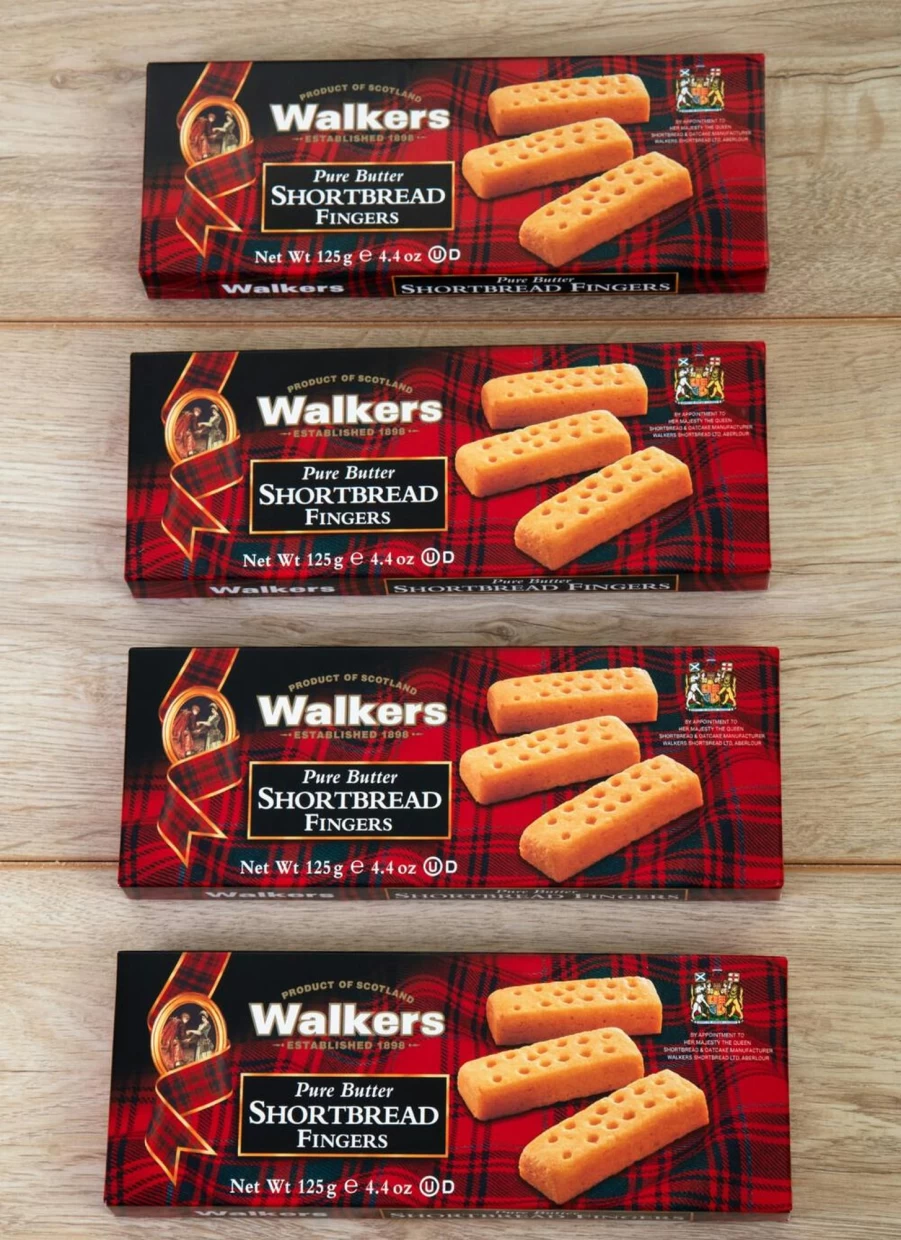 PRODUCT OF SCOTLAND
Walkers
ESTABLISHED 1898
Pure Butter
SHORTBREAD
FINGERS
Net Wt 125g ℮ 4.4 oz Ⓤ D
BY APPOINTMENT TO
HER MAJESTY THE QUEEN
SHORTBREAD & OATCAKE MANUFACTURER
WALKERS SHORTBREAD LTD, ABERLOUR
Walkers
Pure Butter
SHORTBREAD FINGERS
PRODUCT OF SCOTLAND
Walkers
ESTABLISHED 1898
Pure Butter
SHORTBREAD
FINGERS
Net Wt 125g ℮ 4.4 oz Ⓤ D
BY APPOINTMENT TO
HER MAJESTY THE QUEEN
SHORTBREAD & OATCAKE MANUFACTURER
WALKERS SHORTBREAD LTD, ABERLOUR
Walkers
Pure Butter
SHORTBREAD FINGERS
PRODUCT OF SCOTLAND
Walkers
ESTABLISHED 1898
Pure Butter
SHORTBREAD
FINGERS
Net Wt 125g ℮ 4.4 oz Ⓤ D
BY APPOINTMENT TO
HER MAJESTY THE QUEEN
SHORTBREAD & OATCAKE MANUFACTURER
WALKERS SHORTBREAD LTD, ABERLOUR
Walkers
Pure Butter
SHORTBREAD FINGERS
PRODUCT OF SCOTLAND
Walkers
ESTABLISHED 1898
Pure Butter
SHORTBREAD
FINGERS
Net Wt 125g ℮ 4.4 oz Ⓤ D
BY APPOINTMENT TO
HER MAJESTY THE QUEEN
SHORTBREAD & OATCAKE MANUFACTURER
WALKERS SHORTBREAD LTD, ABERLOUR
Walkers
Pure Butter
SHORTBREAD FINGERS